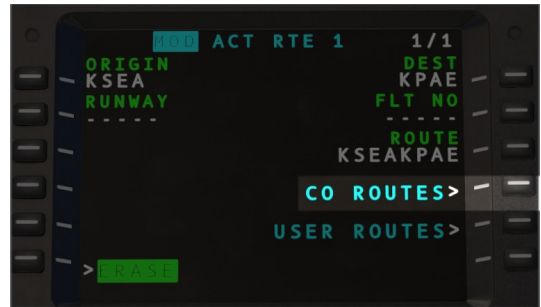 MOD ACT RTE 1 1/1
ORIGIN DEST
KSEA KPAE
RUNWAY FLT NO
----- -----
ROUTE
KSEAKPAE
CO ROUTES>
USER ROUTES>
>ERASE